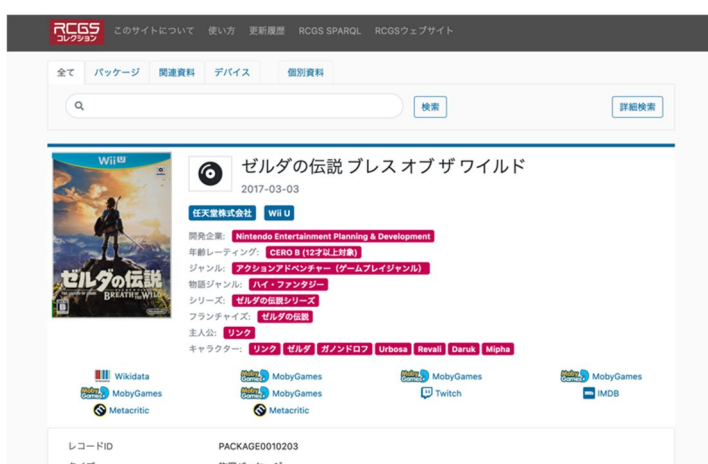 RCGS
コレクション
このサイトについて 使い方 更新履歴 RCGS SPARQL RCGSウェブサイト
全て パッケージ 関連資料 デバイス 個別資料
検索 詳細検索
Wii U
ゼルダの伝説
BREATH OF THE WILD
ゼルダの伝説 ブレス オブ ザ ワイルド
2017-03-03
任天堂株式会社 Wii U
開発企業: Nintendo Entertainment Planning & Development
年齢レーティング: CERO B (12才以上対象)
ジャンル: アクションアドベンチャー (ゲームプレイジャンル)
物語ジャンル: ハイ・ファンタジー
シリーズ: ゼルダの伝説シリーズ
フランチャイズ: ゼルダの伝説
主人公: リンク
キャラクター: リンク ゼルダ ガノンドロフ Urbosa Revali Daruk Mipha
Wikidata MobyGames MobyGames MobyGames
MobyGames MobyGames Twitch IMDB
Metacritic Metacritic
レコードID PACKAGE0010203